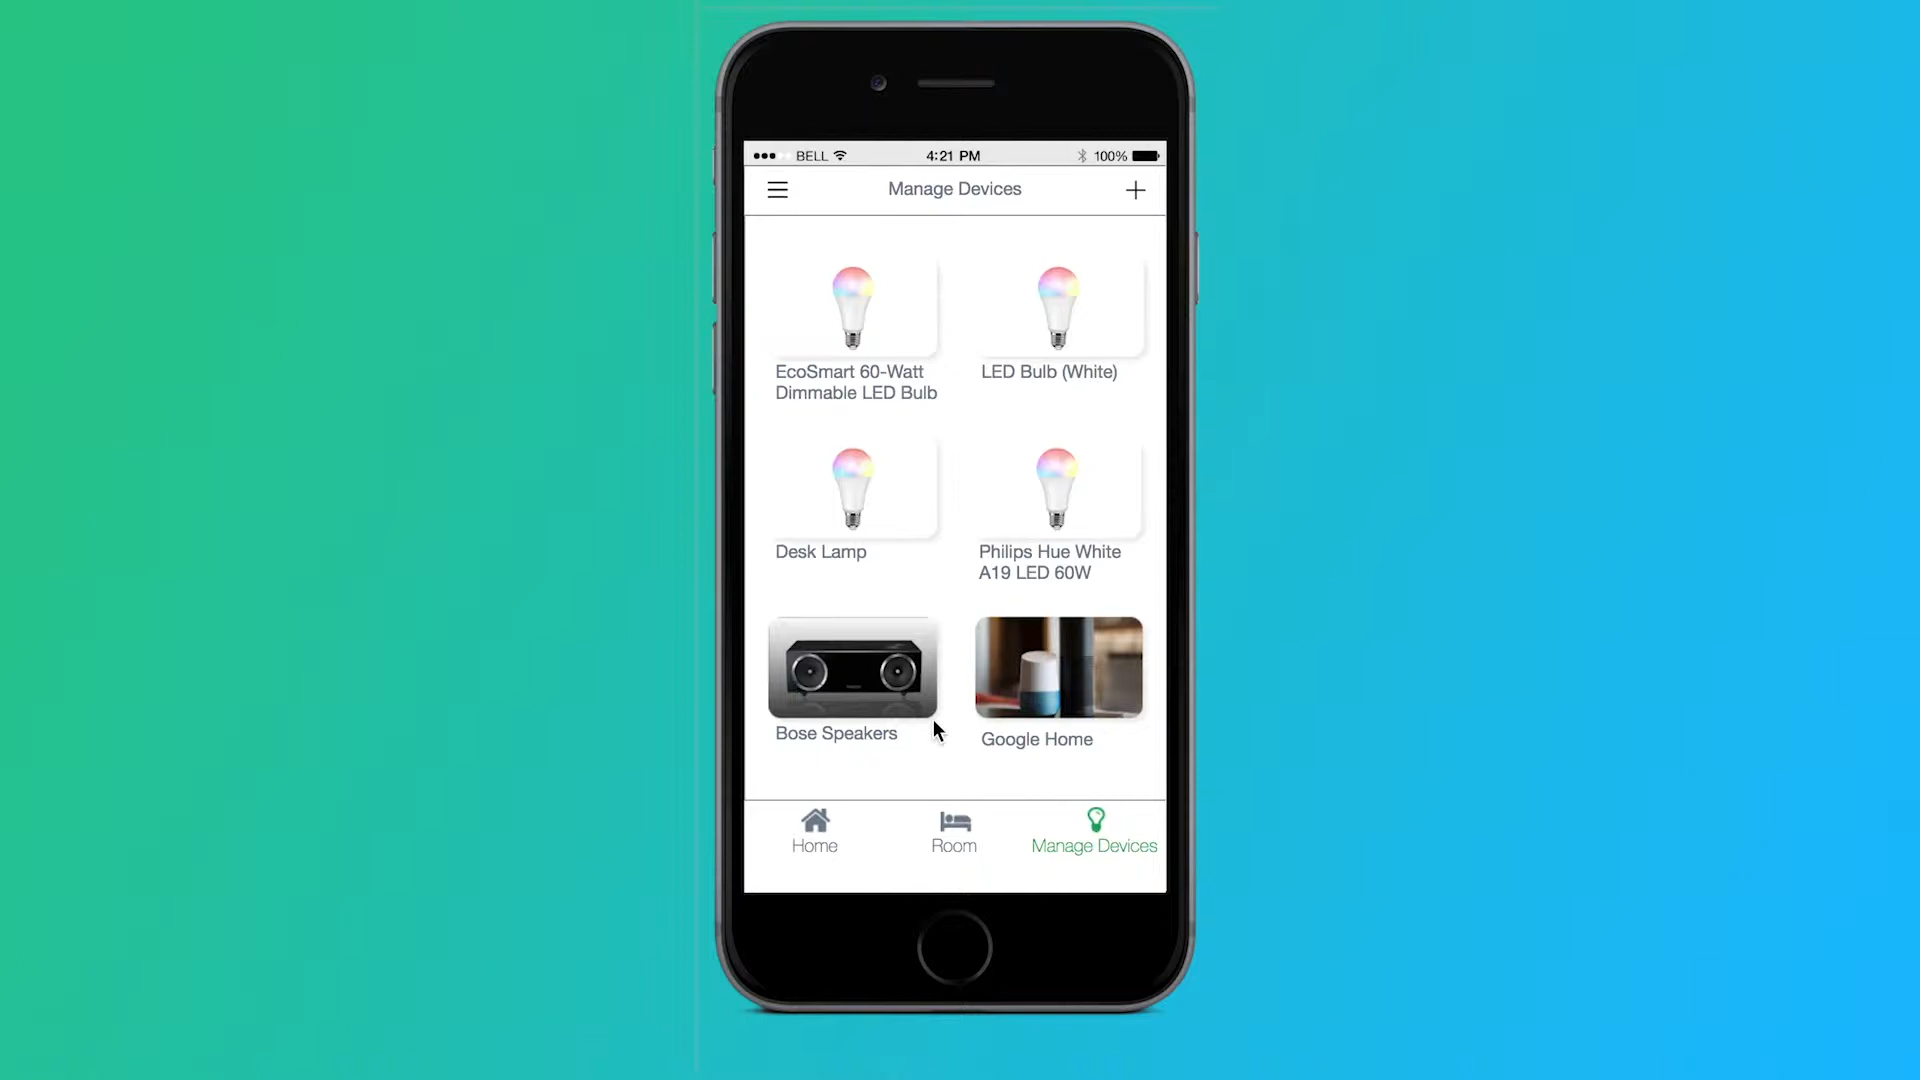 BELL
4:21 PM
100%
Manage Devices
EcoSmart 60-Watt
Dimmable LED Bulb
LED Bulb (White)
Desk Lamp
Philips Hue White
A19 LED 60W
Bose Speakers
Google Home
Home
Room
Manage Devices